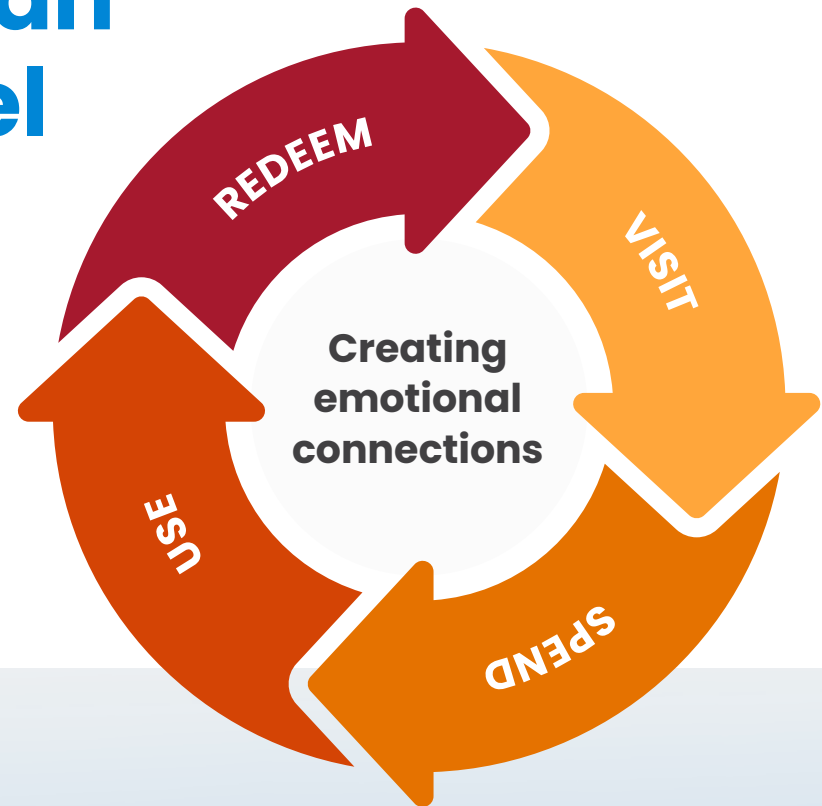 REDEEM
VISIT
Creating
emotional
connections
USE
SPEND